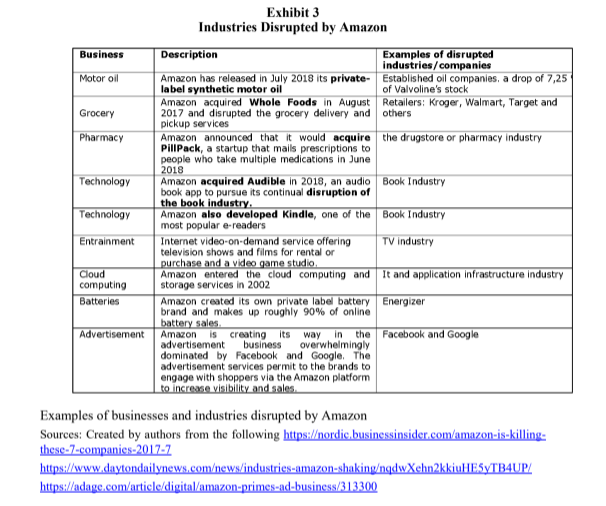 Exhibit 3
Industries Disrupted by Amazon
Business Description Examples of disrupted
industries/companies
Motor oil Amazon has released in July 2018 its private- Established oil companies. a drop of 7,25
label synthetic motor oil of Valvoline's stock
Amazon acquired Whole Foods in August Retailers: Kroger, Walmart, Target and
Grocery 2017 and disrupted the grocery delivery and others
pickup services
Pharmacy Amazon announced that it would acquire the drugstore or pharmacy industry
PillPack, a startup that mails prescriptions to
people who take multiple medications in June
2018
Technology Amazon acquired Audible in 2018, an audio Book Industry
book app to pursue its continual disruption of
the book industry.
Technology Amazon also developed Kindle, one of the Book Industry
most popular e-readers
Entrainment Internet video-on-demand service offering TV industry
television shows and films for rental or
purchase and a video game studio.
Cloud Amazon entered the cloud computing and It and application infrastructure industry
computing storage services in 2002
Batteries Amazon created its own private label battery Energizer
brand and makes up roughly 90% of online
battery sales.
Advertisement Amazon is creating its way in the Facebook and Google
advertisement business overwhelmingly
dominated by Facebook and Google. The
advertisement services permit to the brands to
engage with shoppers via the Amazon platform
to increase visibility and sales.
Examples of businesses and industries disrupted by Amazon
Sources: Created by authors from the following https://nordic.businessinsider.com/amazon-is-killing-
these-7-companies-2017-7
https://www.daytondailynews.com/news/industries-amazon-shaking/nqdwXehn2kkiuHE5yTB4UP/
https://adage.com/article/digital/amazon-primes-ad-business/313300